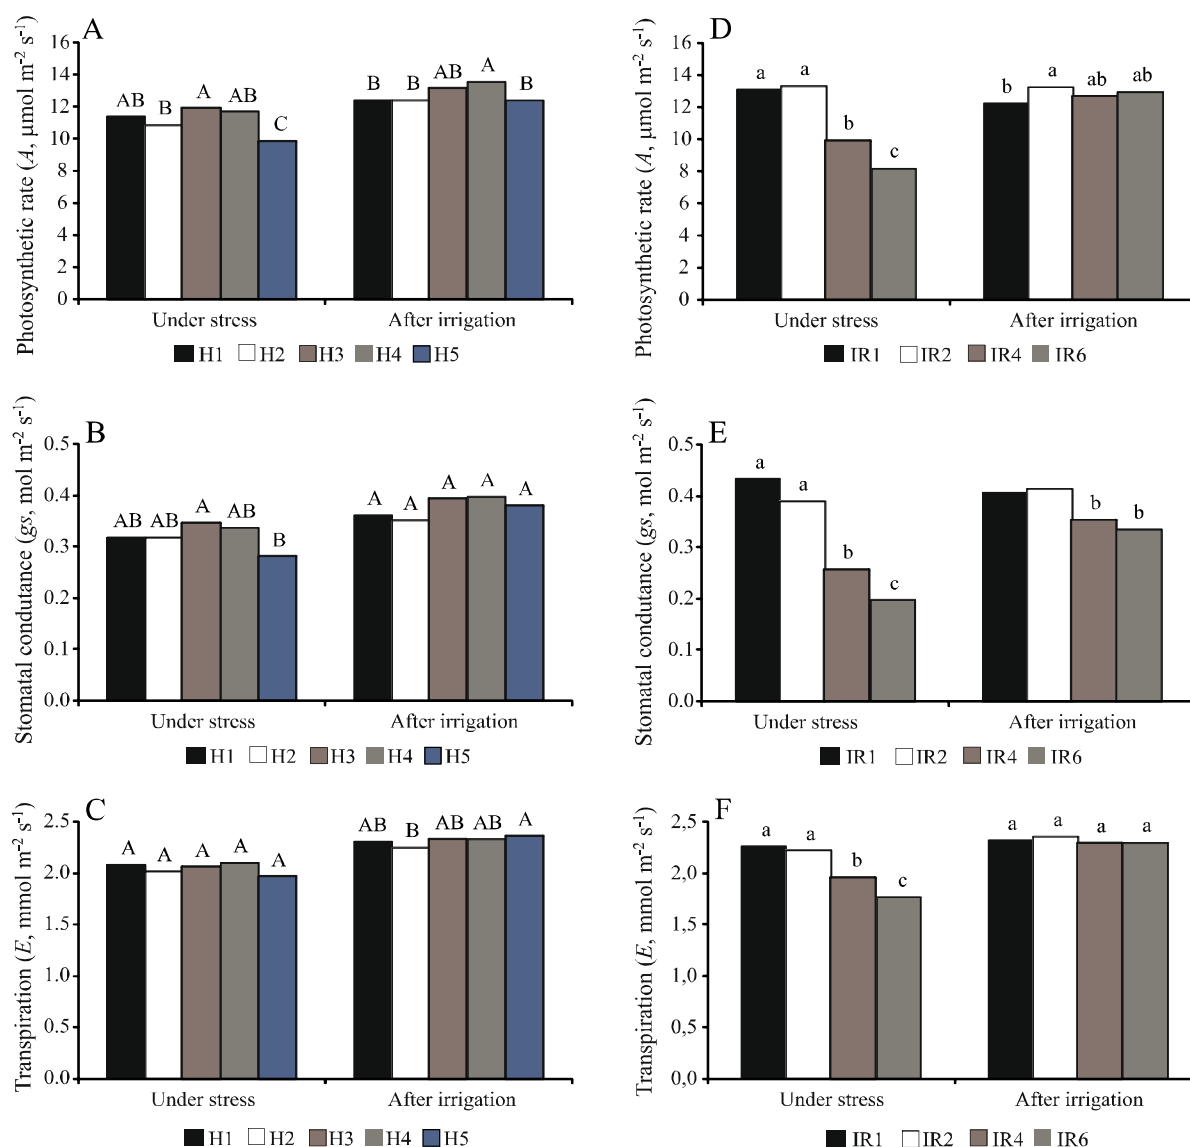 A
Photosynthetic rate (A, µmol m⁻² s⁻¹)
16
14
12
10
8
6
4
2
0
AB B A AB C
B B AB A B
Under stress After irrigation
H1 H2 H3 H4 H5
D
Photosynthetic rate (A, µmol m⁻² s⁻¹)
16
14
12
10
8
6
4
2
0
a a b c
b a ab ab
Under stress After irrigation
IR1 IR2 IR4 IR6
B
Stomatal condutance (gs, mol m⁻² s⁻¹)
0.5
0.4
0.3
0.2
0.1
0.0
AB AB A AB B
A A A A A
Under stress After irrigation
H1 H2 H3 H4 H5
E
Stomatal condutance (gs, mol m⁻² s⁻¹)
0.5
0.4
0.3
0.2
0.1
0.0
a a b c
b b
Under stress After irrigation
IR1 IR2 IR4 IR6
C
Transpiration (E, mmol m⁻² s⁻¹)
2.5
2.0
1.5
1.0
0.5
0.0
A A A A A
AB B AB AB A
Under stress After irrigation
H1 H2 H3 H4 H5
F
Transpiration (E, mmol m⁻² s⁻¹)
2,5
2,0
1,5
1,0
0,5
0,0
a a b c
a a a a
Under stress After irrigation
IR1 IR2 IR4 IR6